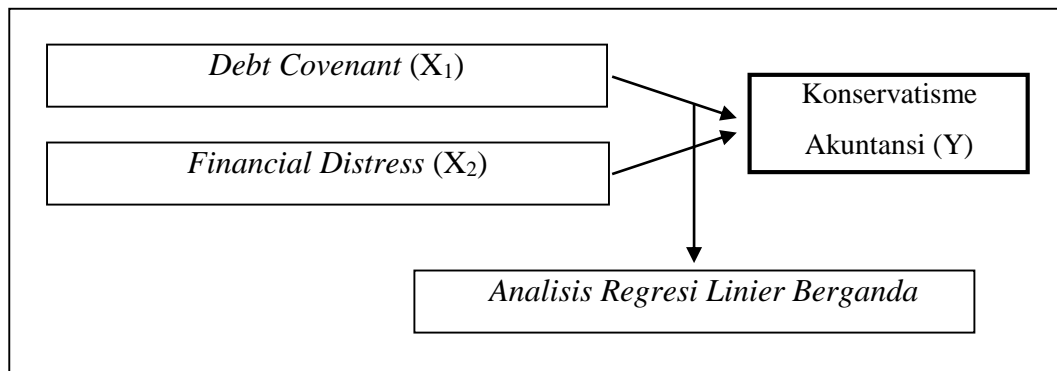 Debt Covenant (X₁)
Konservatisme
Akuntansi (Y)
Financial Distress (X₂)
Analisis Regresi Linier Berganda